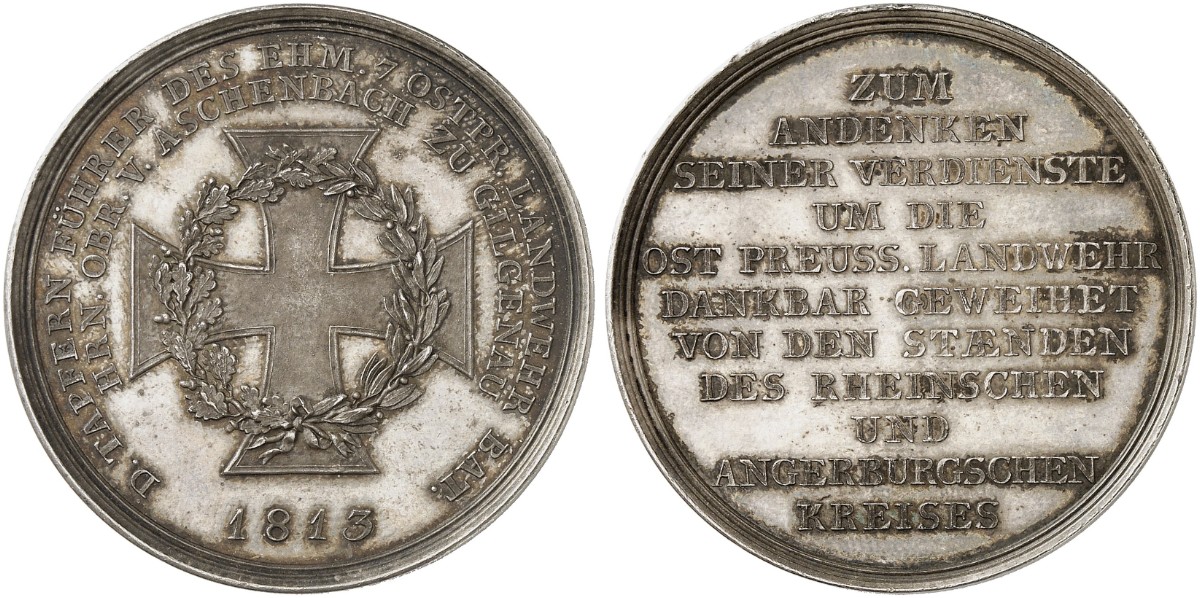 D. TAPFERN FÜHRER DES EHM. 7 OSTPR. LANDWEHR BAT.
HRN. OBR. V. ASCHENBACH ZU GILGENAU
1813
ZUM
ANDENKEN
SEINER VERDIENSTE
UM DIE
OST PREUSS. LANDWEHR
DANKBAR GEWEIHET
VON DEN STÆNDEN
DES RHEINSCHEN
UND
ANGERBURGSCHEN
KREISES